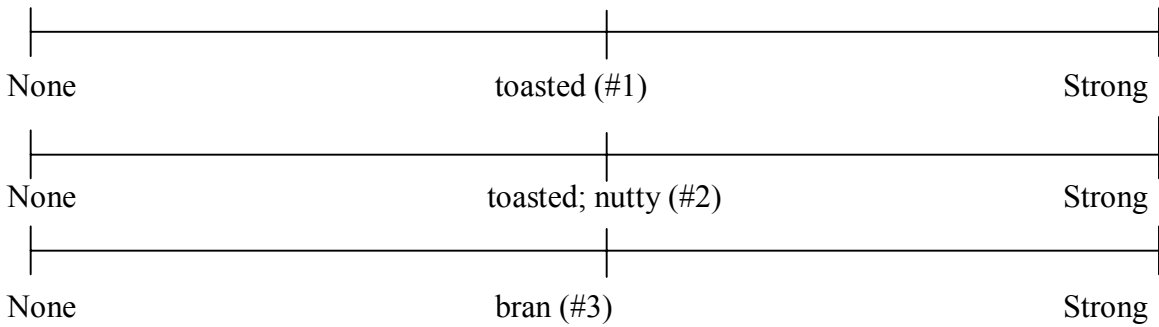 None toasted (#1) Strong
None toasted; nutty (#2) Strong
None bran (#3) Strong